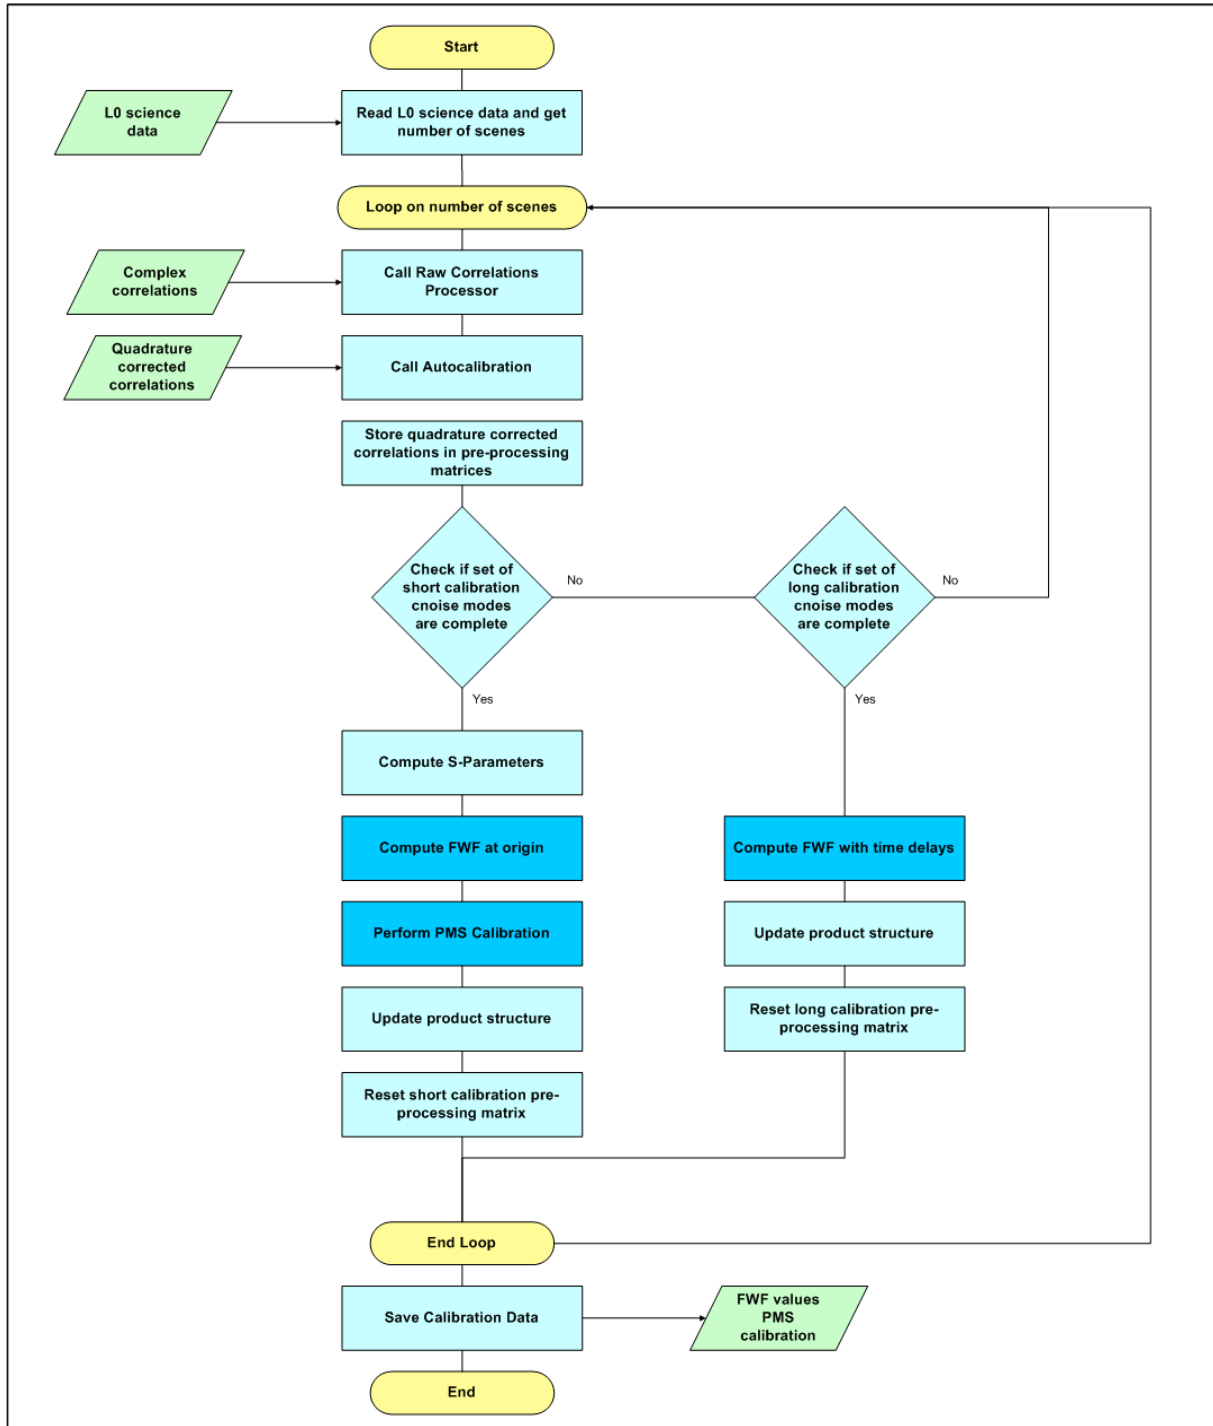 Start
L0 science
data
Read L0 science data and get
number of scenes
Loop on number of scenes
Complex
correlations
Call Raw Correlations
Processor
Quadrature
corrected
correlations
Call Autocalibration
Store quadrature corrected
correlations in pre-processing
matrices
Check if set of
short calibration
cnoise modes
are complete
No
Check if set of
long calibration
cnoise modes
are complete
No
Yes
Yes
Compute S-Parameters
Compute FWF at origin
Compute FWF with time delays
Perform PMS Calibration
Update product structure
Update product structure
Reset long calibration pre-
processing matrix
Reset short calibration pre-
processing matrix
End Loop
Save Calibration Data
FWF values
PMS
calibration
End